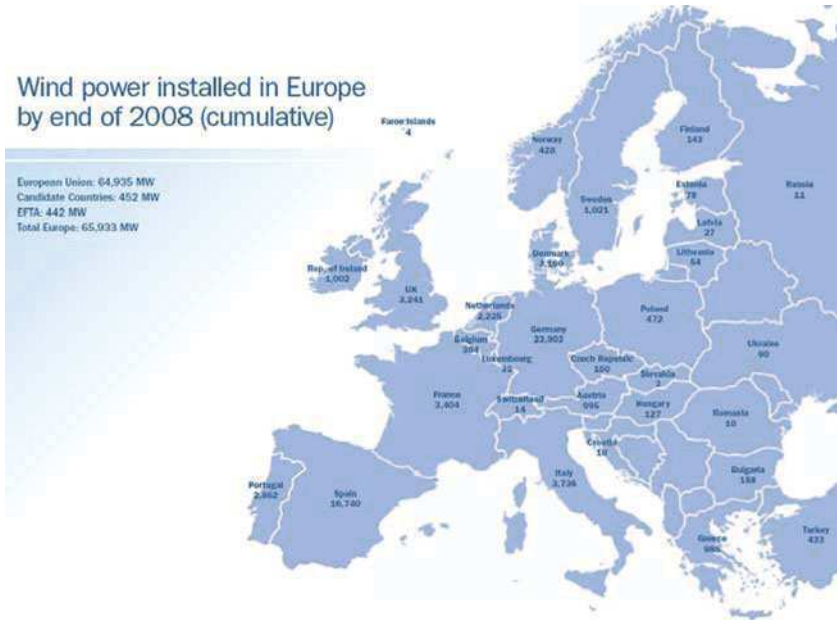 Wind power installed in Europe
by end of 2008 (cumulative)
European Union: 64,935 MW
Candidate Countries: 452 MW
EFTA: 442 MW
Total Europe: 65,933 MW
Faroe Islands
4
Norway
428
Finland
143
Sweden
1,021
Estonia
78
Russia
11
Latvia
27
Lithuania
54
Denmark
Rep. of Ireland
1,002
UK
3,241
Netherlands
2,225
Poland
472
Germany
23,903
Belgium
384
Luxembourg
Ukraine
90
Czech Republic
150
Slovakia
3
France
3,404
Switzerland
14
Austria
995
Hungary
127
Romania
10
Croatia
18
Italy
3,736
Bulgaria
158
Portugal
2,862
Spain
16,740
Greece
985
Turkey
433